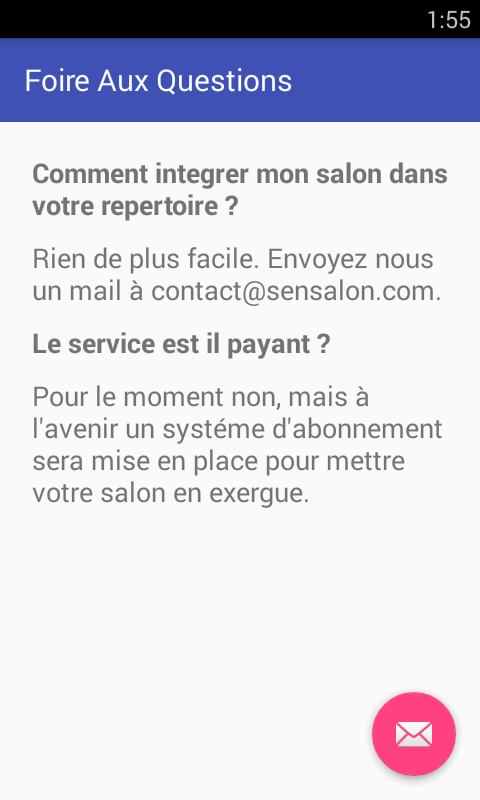 1:55
Foire Aux Questions
Comment integrer mon salon dans
votre repertoire ?
Rien de plus facile. Envoyez nous
un mail à contact@sensalon.com.
Le service est il payant ?
Pour le moment non, mais à
l'avenir un systéme d'abonnement
sera mise en place pour mettre
votre salon en exergue.